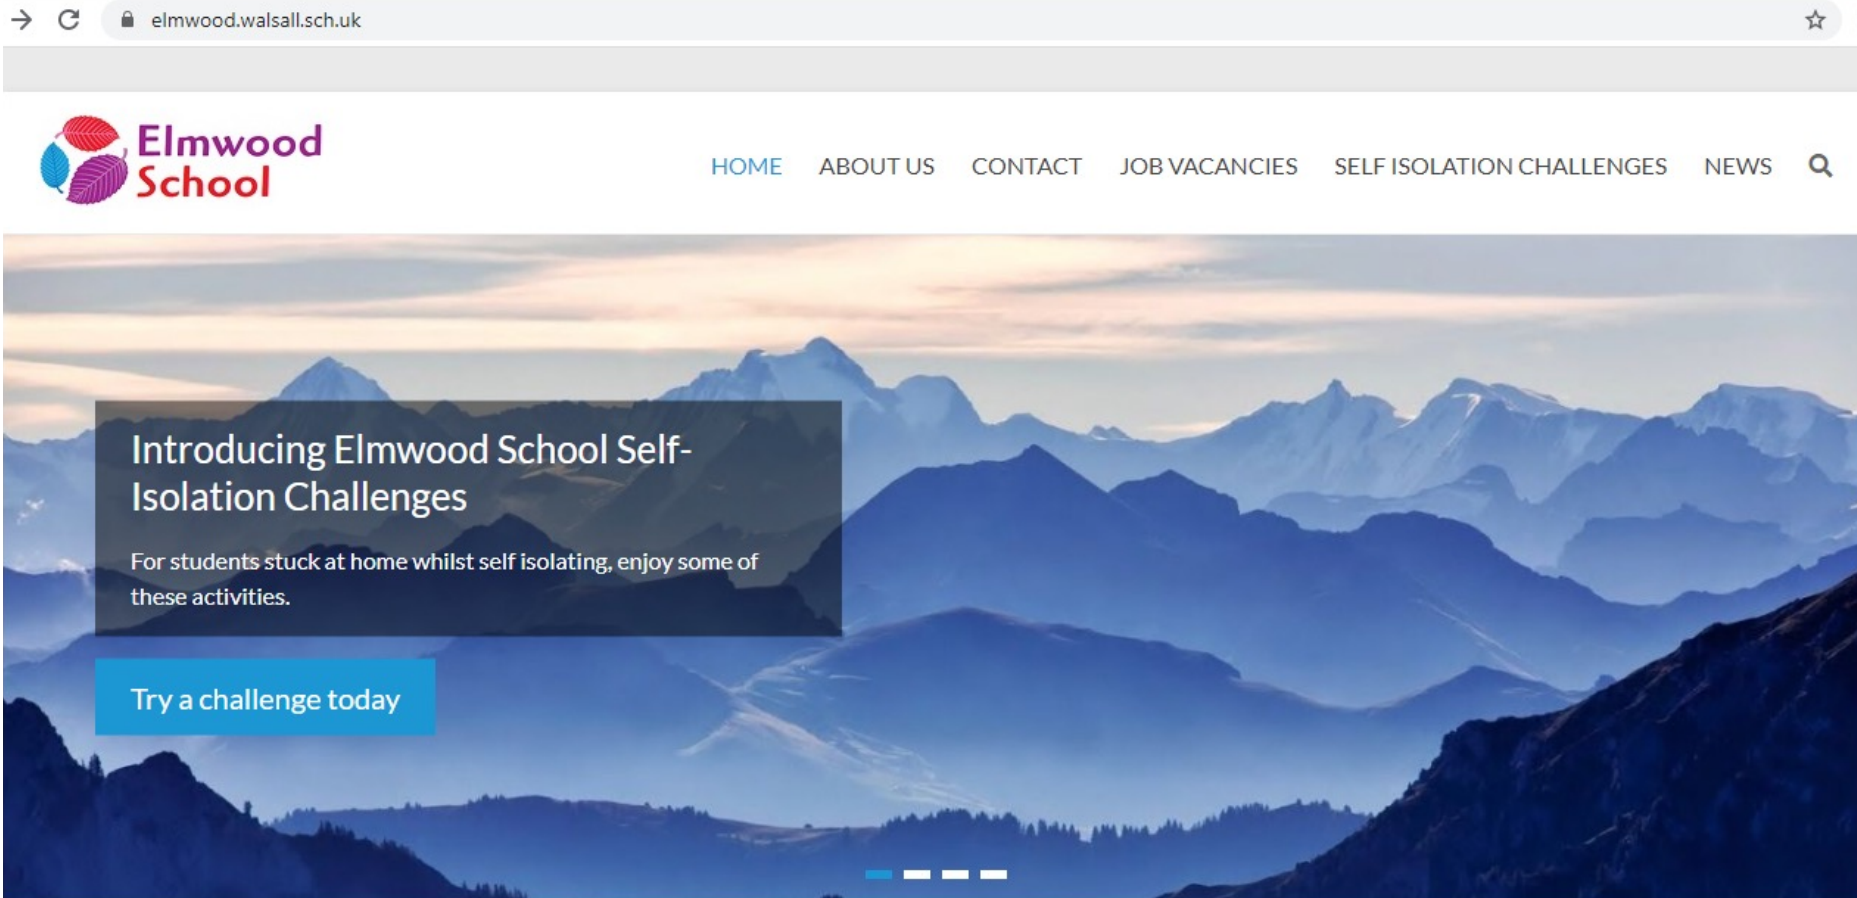 elmwood.walsall.sch.uk
Elmwood
School
HOME ABOUT US CONTACT JOB VACANCIES SELF ISOLATION CHALLENGES NEWS
Introducing Elmwood School Self-
Isolation Challenges
For students stuck at home whilst self isolating, enjoy some of
these activities.
Try a challenge today